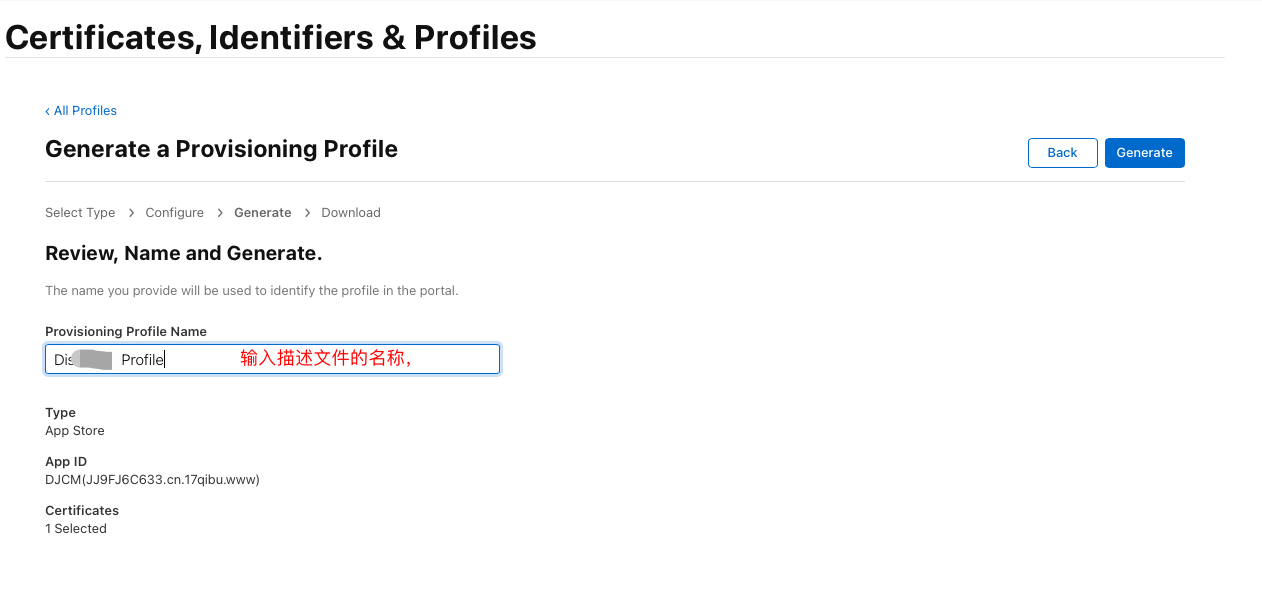 Certificates, Identifiers & Profiles
‹ All Profiles
Generate a Provisioning Profile
Back
Generate
Select Type › Configure › Generate › Download
Review, Name and Generate.
The name you provide will be used to identify the profile in the portal.
Provisioning Profile Name
Profile 输入描述文件的名称，
Type
App Store
App ID
DJCM(JJ9FJ6C633.cn.17qibu.www)
Certificates
1 Selected